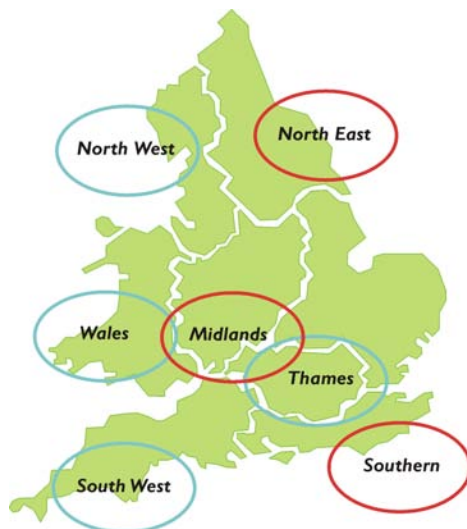 North East
North West
Wales
Midlands
Thames
Southern
South West